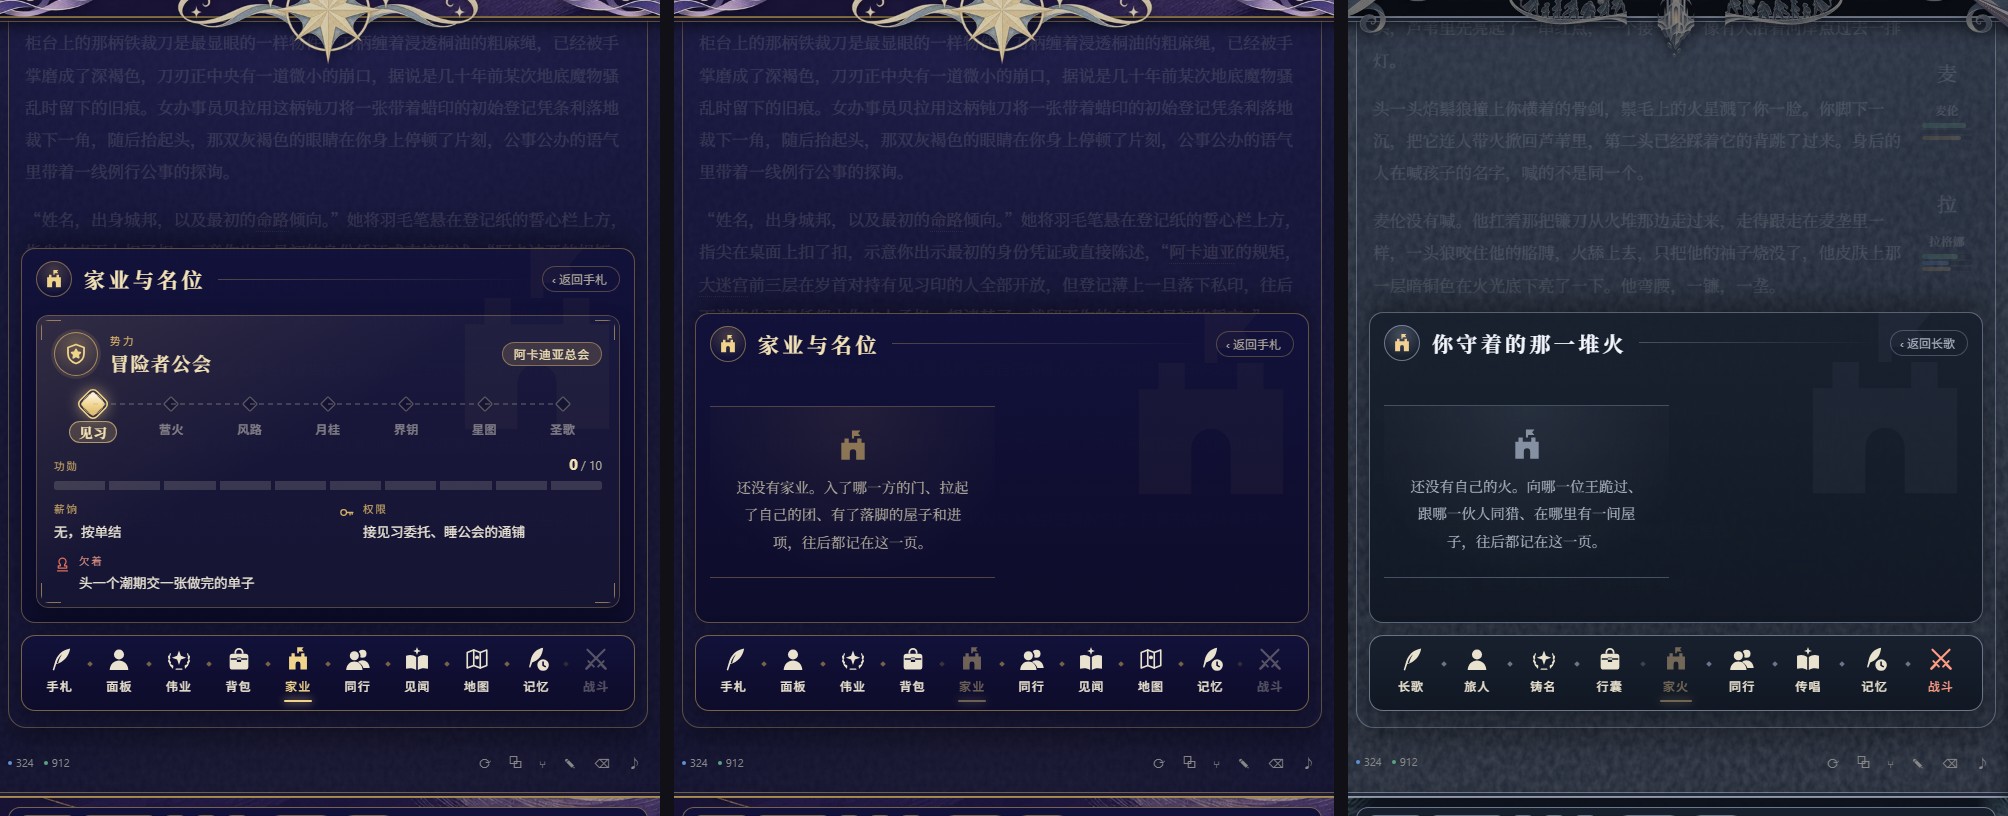 柜台上的那柄铁裁刀是最显眼的一样
柄缠着浸透桐油的粗麻绳，已经被手
掌磨成了深褐色，刀刃正中央有一道微小的崩口，据说是几十年前某次地底魔物骚
乱时留下的旧痕。女办事员贝拉用这柄钝刀将一张带着蜡印的初始登记凭条利落地
裁下一角，随后抬起头，那双灰褐色的眼睛在你身上停顿了片刻，公事公办的语气
里带着一线例行公事的探询。
“姓名，出身城邦，以及最初的命路倾向。”她将羽毛笔悬在登记纸的誓心栏上方，
家业与名位
‹ 返回手札
势力
冒险者公会
阿卡迪亚总会
见习
营火
风路
月桂
界钥
星图
圣歌
功勋
0 / 10
薪饷
无，按单结
权限
接见习委托、睡公会的通铺
欠着
头一个潮期交一张做完的单子
手札
面板
伟业
背包
家业
同行
见闻
地图
记忆
战斗
324
912
柜台上的那柄铁裁刀是最显眼的一样
柄缠着浸透桐油的粗麻绳，已经被手
掌磨成了深褐色，刀刃正中央有一道微小的崩口，据说是几十年前某次地底魔物骚
乱时留下的旧痕。女办事员贝拉用这柄钝刀将一张带着蜡印的初始登记凭条利落地
裁下一角，随后抬起头，那双灰褐色的眼睛在你身上停顿了片刻，公事公办的语气
里带着一线例行公事的探询。
“姓名，出身城邦，以及最初的命路倾向。”她将羽毛笔悬在登记纸的誓心栏上方，
指尖在桌面上扣了扣，示意你出示最初的身份凭证或直接陈述，“阿卡迪亚的规矩，
大迷宫前三层在岁首对持有见习印的人全部开放，但登记薄上一旦落下私印，往后
家业与名位
‹ 返回手札
还没有家业。入了哪一方的门、拉起
了自己的团、有了落脚的屋子和进
项，往后都记在这一页。
手札
面板
伟业
背包
家业
同行
见闻
地图
记忆
战斗
324
912
灯。
头一头焰鬃狼撞上你横着的骨剑，鬃毛上的火星溅了你一脸。你脚下一
沉，把它连人带火掀回芦苇里，第二头已经踩着它的背跳了过来。身后的
人在喊孩子的名字，喊的不是同一个。
麦伦没有喊。他扛着那把镰刀从火堆那边走过来，走得跟走在麦垄里一
样，一头狼咬住他的胳膊，火舔上去，只把他的袖子烧没了，他皮肤上那
一层暗铜色在火光底下亮了一下。他弯腰，一镰，一垄。
麦
麦伦
拉
拉格娜
你守着的那一堆火
‹ 返回长歌
还没有自己的火。向哪一位王跪过、
跟哪一伙人同猎、在哪里有一间屋
子，往后都记在这一页。
长歌
旅人
铸名
行囊
家火
同行
传唱
记忆
战斗
324
912